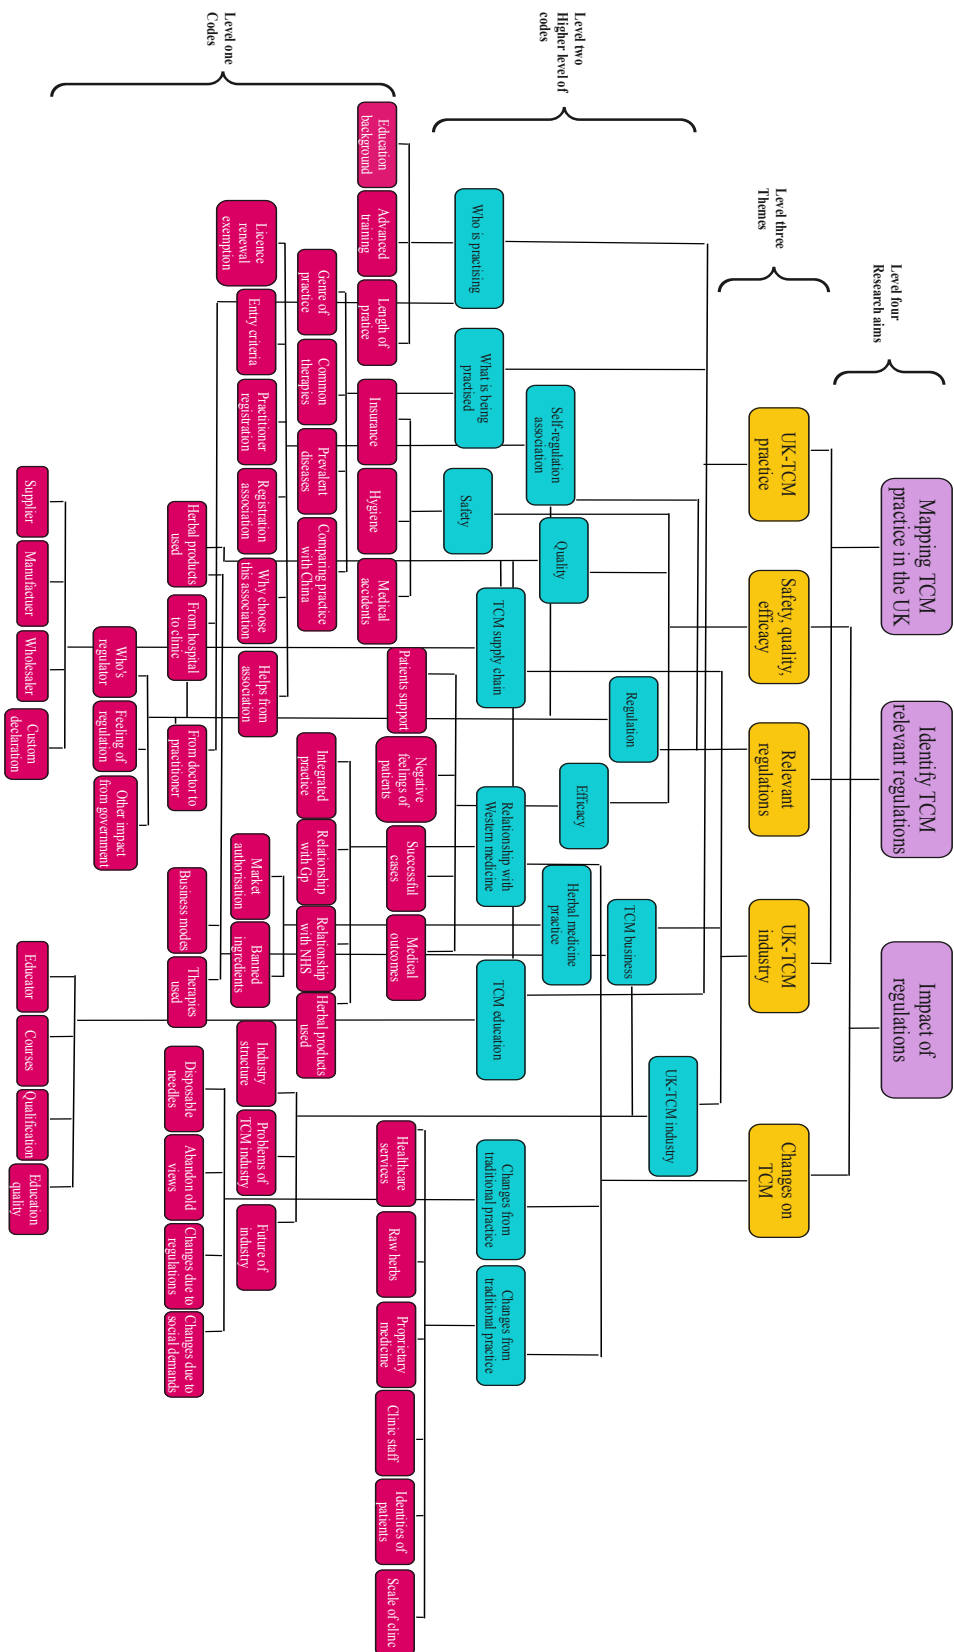 Level four
Research aims
Mapping TCM
practice in the UK
Identify TCM
relevant regulations
Impact of
regulations
Level three
Themes
UK-TCM
practice
Safety, quality,
efficacy
Relevant
regulations
UK-TCM
industry
Changes on
TCM
Level two
Higher level of
codes
Who is practising
What is being
practised
Self-regulation
association
Safety
Quality
TCM supply chain
Regulation
Efficacy
Relationship with
Western medicine
Herbal medicine
practice
TCM business
TCM education
UK-TCM industry
Changes from
traditional practice
Changes from
traditional practice
Level one
Codes
Education
background
Advanced
training
Length of
pratice
Insurance
Hygiene
Medical
accidents
Patients support
Negative
feelings of
patients
Successful
cases
Medical
outcomes
Healthcare
services
Raw herbs
Proprietary
medicine
Clinic staff
Identities of
patients
Scale of clinc
Genre of
practice
Common
therapies
Prevalent
diseases
Comparing practice
with China
Integrated
practice
Relationship
with Gp
Relationship
with NHS
Herbal products
used
Licence
renewal
exemption
Entry criteria
Practitioner
registration
Registration
association
Why choose
this association
Helps from
association
Market
authorisation
Banned
ingredients
Industry
structure
Problems of
TCM industry
Future of
industry
Herbal products
used
From hospital
to clinic
From doctor to
practitioner
Business modes
Therapies
used
Disposable
needles
Abandon old
views
Changes due to
regulations
Changes due to
social demands
Who's
regulator
Feeling of
regulation
Other impact
from government
Supplier
Manufactuer
Wholesaler
Custom
declaration
Educator
Courses
Qualification
Education
quality